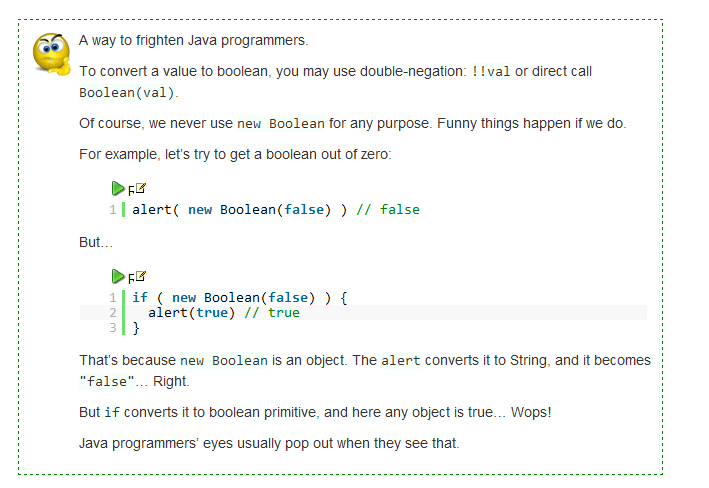 A way to frighten Java programmers.
To convert a value to boolean, you may use double-negation: !!val or direct call
Boolean(val).
Of course, we never use new Boolean for any purpose. Funny things happen if we do.
For example, let's try to get a boolean out of zero:
1 alert( new Boolean(false) ) // false
But...
1 if ( new Boolean(false) ) {
2 alert(true) // true
3 }
That's because new Boolean is an object. The alert converts it to String, and it becomes
"false"... Right.
But if converts it to boolean primitive, and here any object is true... Wops!
Java programmers' eyes usually pop out when they see that.